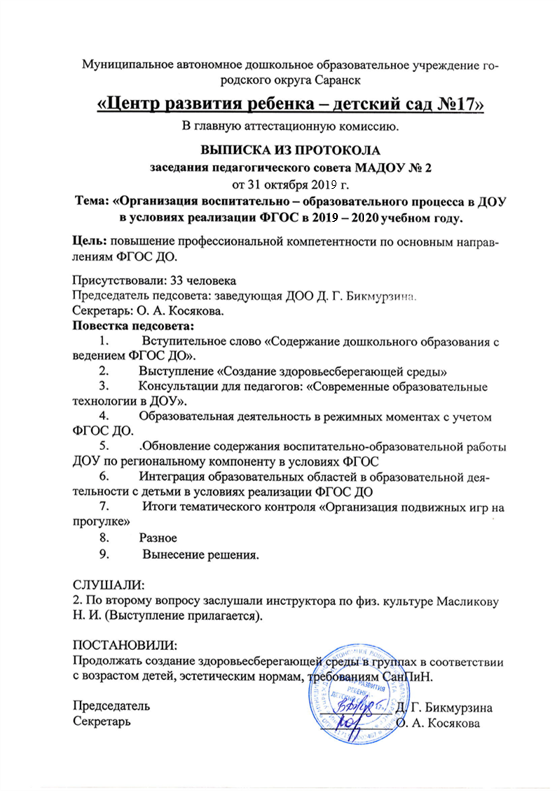 Муниципальное автономное дошкольное образовательное учреждение го-
родского округа Саранск
«Центр развития ребенка – детский сад №17»
В главную аттестационную комиссию.
ВЫПИСКА ИЗ ПРОТОКОЛА
заседания педагогического совета МАДОУ № 2
от 31 октября 2019 г.
Тема: «Организация воспитательно – образовательного процесса в ДОУ
в условиях реализации ФГОС в 2019 – 2020 учебном году.
Цель: повышение профессиональной компетентности по основным направ-
лениям ФГОС ДО.
Присутствовали: 33 человека
Председатель педсовета: заведующая ДОО Д. Г. Бикмурзина.
Секретарь: О. А. Косякова.
Повестка педсовета:
1. Вступительное слово «Содержание дошкольного образования с
ведением ФГОС ДО».
2. Выступление «Создание здоровьесберегающей среды»
3. Консультации для педагогов: «Современные образовательные
технологии в ДОУ».
4. Образовательная деятельность в режимных моментах с учетом
ФГОС ДО.
5. .Обновление содержания воспитательно-образовательной работы
ДОУ по региональному компоненту в условиях ФГОС
6. Интеграция образовательных областей в образовательной дея-
тельности с детьми в условиях реализации ФГОС ДО
7. Итоги тематического контроля «Организация подвижных игр на
прогулке»
8. Разное
9. Вынесение решения.
СЛУШАЛИ:
2. По второму вопросу заслушали инструктора по физ. культуре Масликову
Н. И. (Выступление прилагается).
ПОСТАНОВИЛИ:
Продолжать создание здоровьесберегающей среды в группах в соответствии
с возрастом детей, эстетическим нормам, требованиям СанПиН.
Председатель Д. Г. Бикмурзина
Секретарь О. А. Косякова